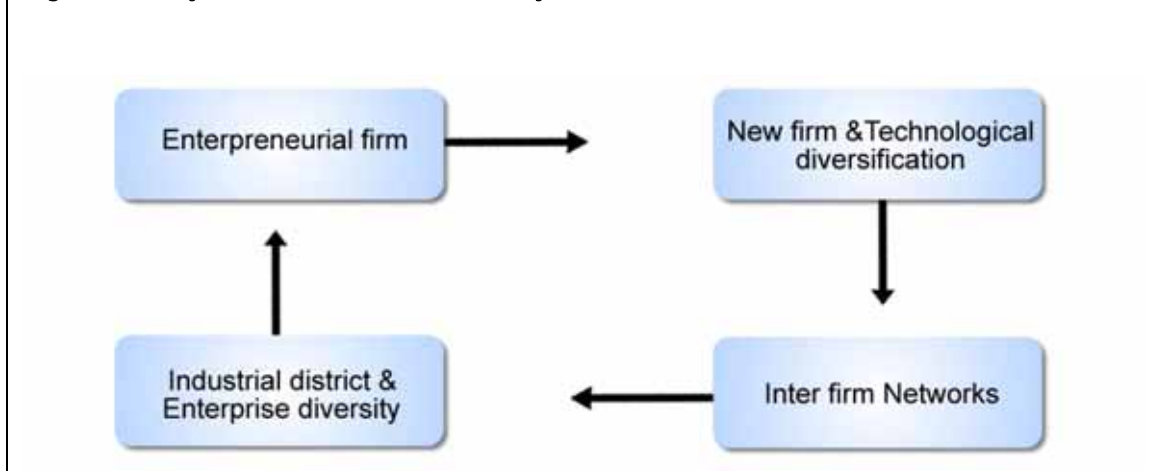 Enterpreneurial firm
New firm &Technological
diversification
Industrial district &
Enterprise diversity
Inter firm Networks